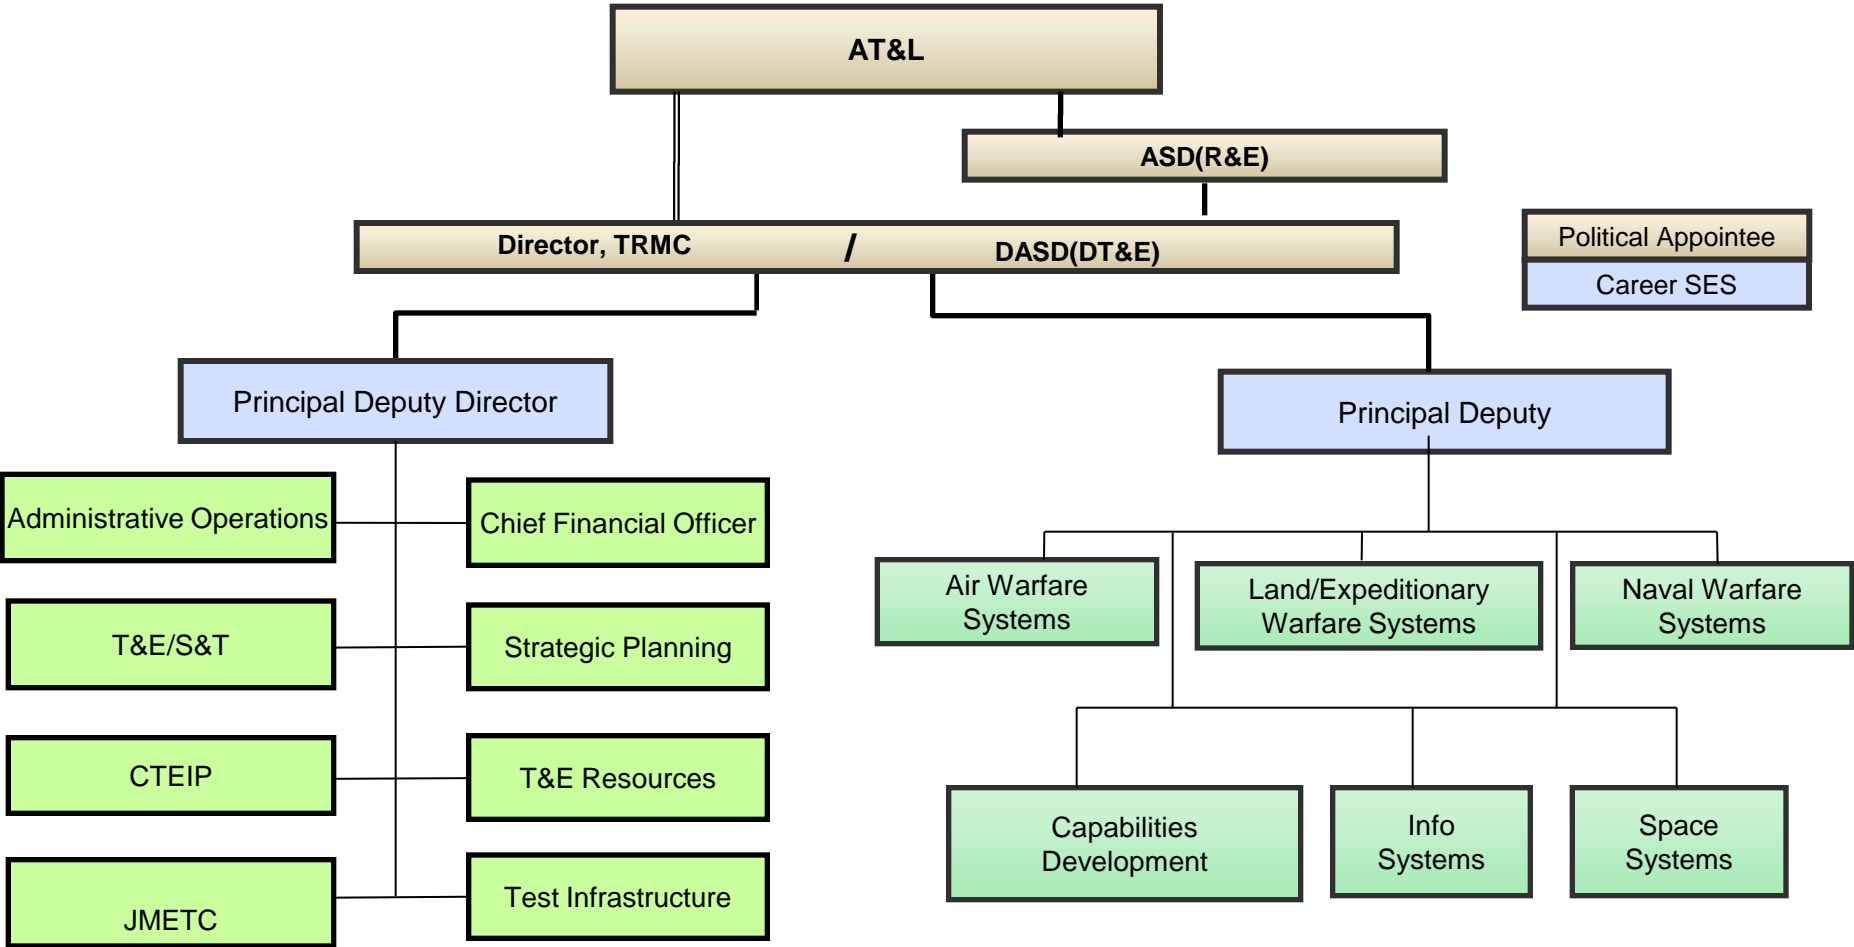 AT&L
ASD(R&E)
Director, TRMC / DASD(DT&E)
Political Appointee
Career SES
Principal Deputy Director
Principal Deputy
Administrative Operations
Chief Financial Officer
T&E/S&T
Strategic Planning
CTEIP
T&E Resources
JMETC
Test Infrastructure
Air Warfare
Systems
Land/Expeditionary
Warfare Systems
Naval Warfare
Systems
Capabilities
Development
Info
Systems
Space
Systems